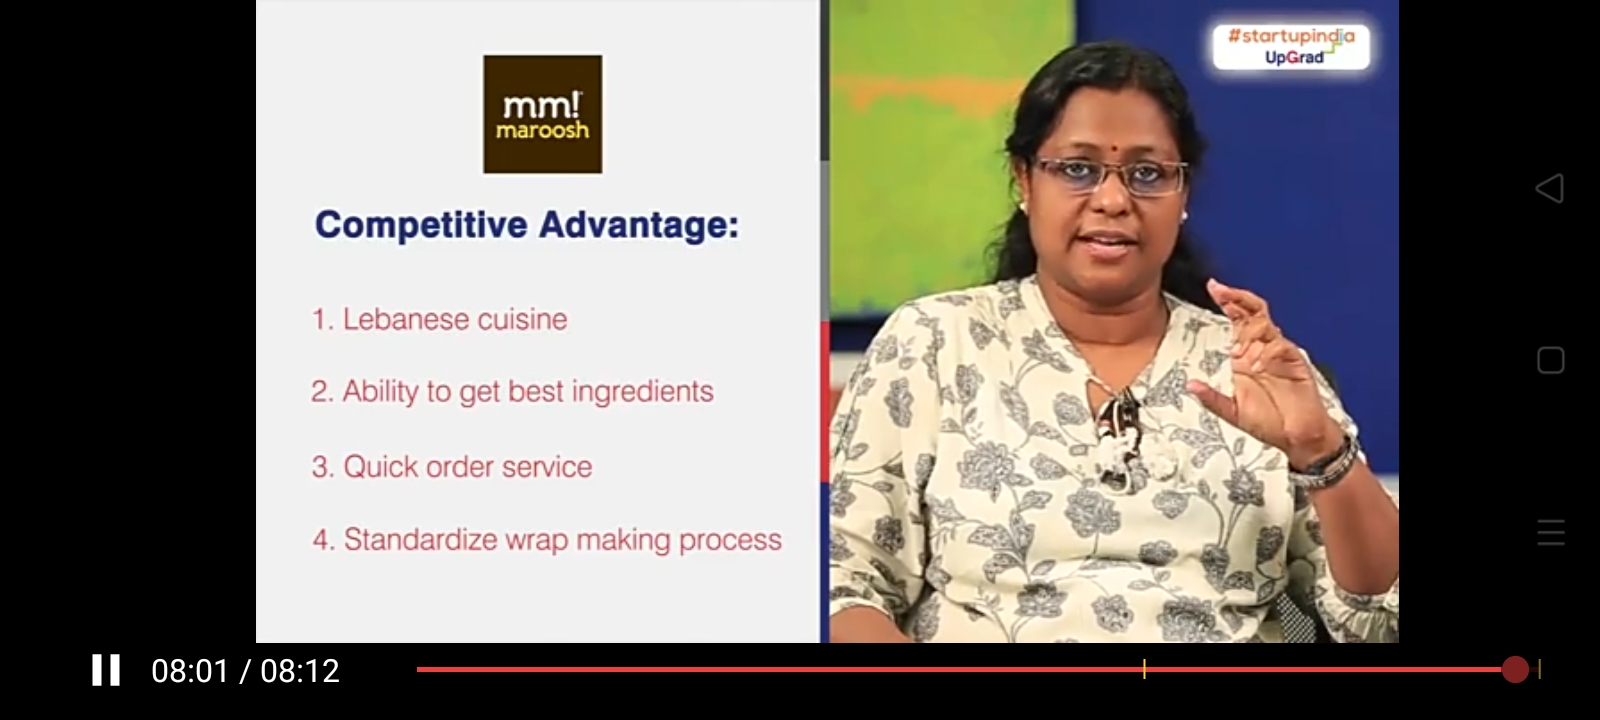 mm!
maroosh
Competitive Advantage:
1. Lebanese cuisine
2. Ability to get best ingredients
3. Quick order service
4. Standardize wrap making process
#startupindia
UpGrad
08:01 / 08:12